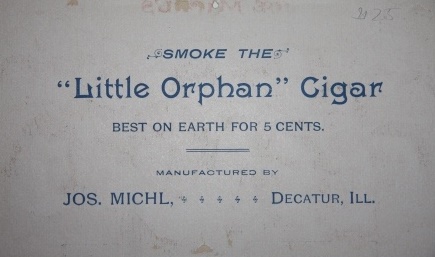 SMOKE THE
"Little Orphan" Cigar
BEST ON EARTH FOR 5 CENTS.
MANUFACTURED BY
JOS. MICHL, DECATUR, ILL.